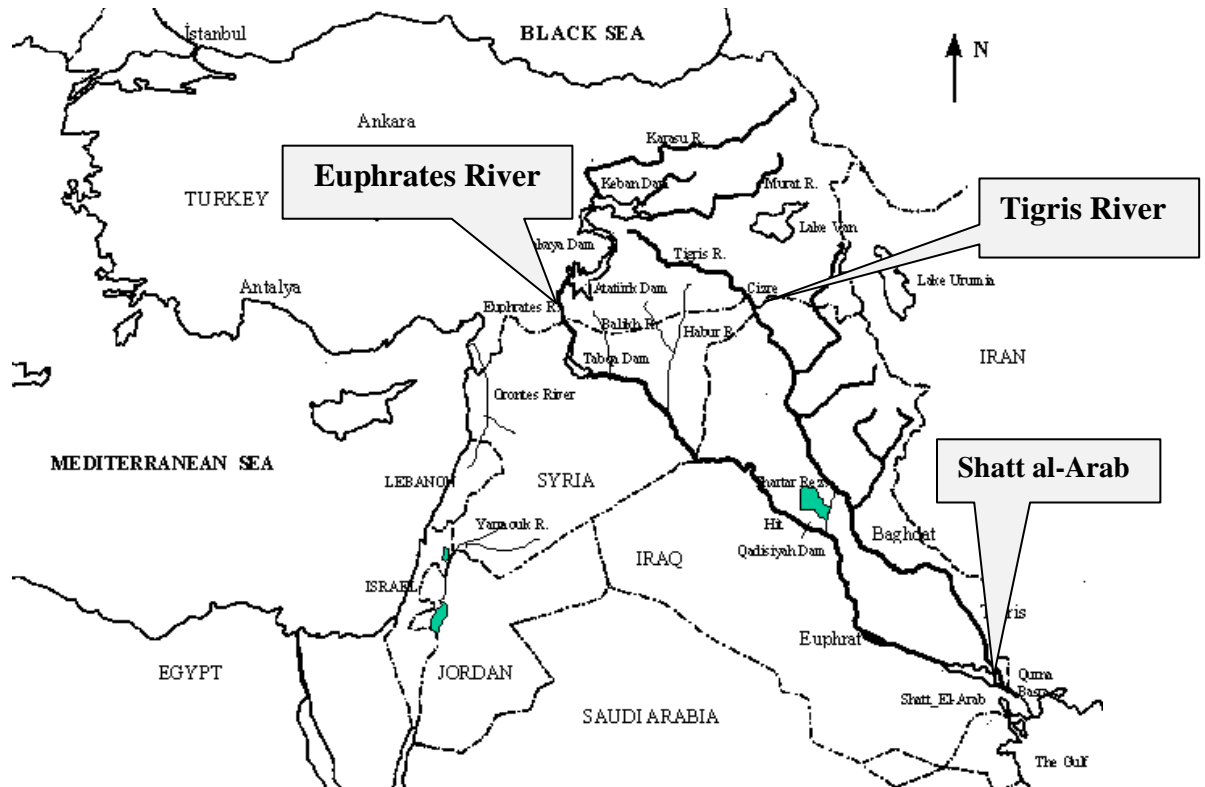 İstanbul
BLACK SEA
N
Ankara
Karasu R.
Euphrates River
Keban Dam
Murat R.
TURKEY
Tigris River
Lake Van
Tigris R.
Lake Urumia
Antalya
Atatürk Dam
Cizre
Euphrates R.
Balikh R.
Habur R.
Tabqa Dam
IRAN
Orontes River
MEDITERRANEAN SEA
Shatt al-Arab
LEBANON
SYRIA
Yarmouk R.
Hit
Baghdat
Qadisiyah Dam
IRAQ
ISRAEL
Euphrat
EGYPT
JORDAN
Qurna
Shatt_El-Arab
SAUDI ARABIA
The Gulf